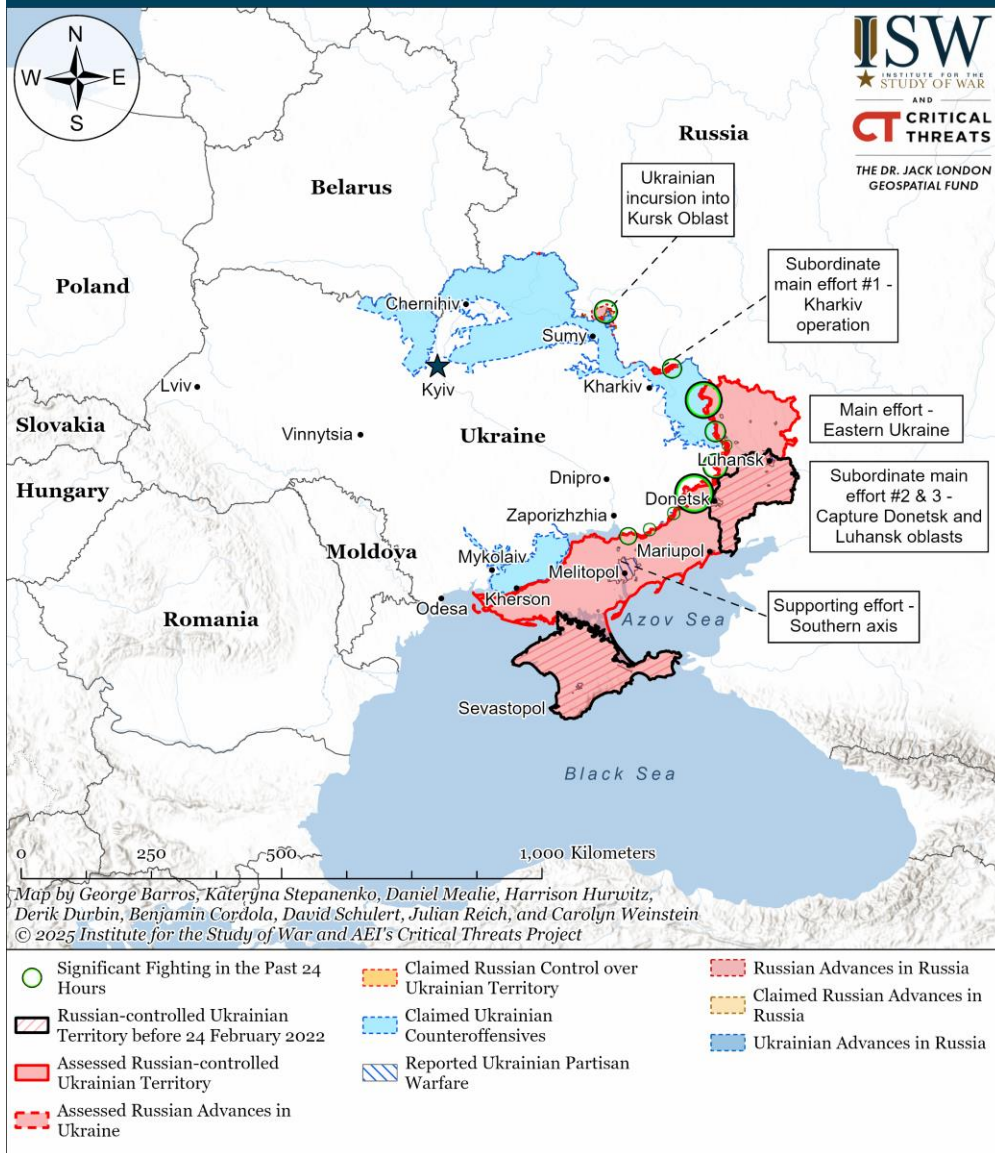 N
W E
S
ISW
INSTITUTE FOR THE
STUDY OF WAR
AND
CT CRITICAL
THREATS
THE DR. JACK LONDON
GEOSPATIAL FUND
Russia
Belarus
Ukrainian
incursion into
Kursk Oblast
Poland
Subordinate
main effort #1 -
Kharkiv
operation
Chernihiv
Sumy
Kyiv
Kharkiv
Lviv
Slovakia
Main effort -
Eastern Ukraine
Vinnytsia
Ukraine
Luhansk
Hungary
Dnipro
Donetsk
Subordinate main
effort #2 & 3 -
Capture Donetsk and
Luhansk oblasts
Zaporizhzhia
Moldova
Mykolaiv
Mariupol
Melitopol
Kherson
Odesa
Romania
Azov Sea
Supporting effort -
Southern axis
Sevastopol
Black Sea
0 250 500 1,000 Kilometers
Map by George Barros, Kateryna Stepanenko, Daniel Mealie, Harrison Hurwitz,
Derik Durbin, Benjamin Cordola, David Schulert, Julian Reich, and Carolyn Weinstein
© 2025 Institute for the Study of War and AEI's Critical Threats Project
Significant Fighting in the Past 24
Hours
Russian-controlled Ukrainian
Territory before 24 February 2022
Assessed Russian-controlled
Ukrainian Territory
Assessed Russian Advances in
Ukraine
Claimed Russian Control over
Ukrainian Territory
Claimed Ukrainian
Counteroffensives
Reported Ukrainian Partisan
Warfare
Russian Advances in Russia
Claimed Russian Advances in
Russia
Ukrainian Advances in Russia